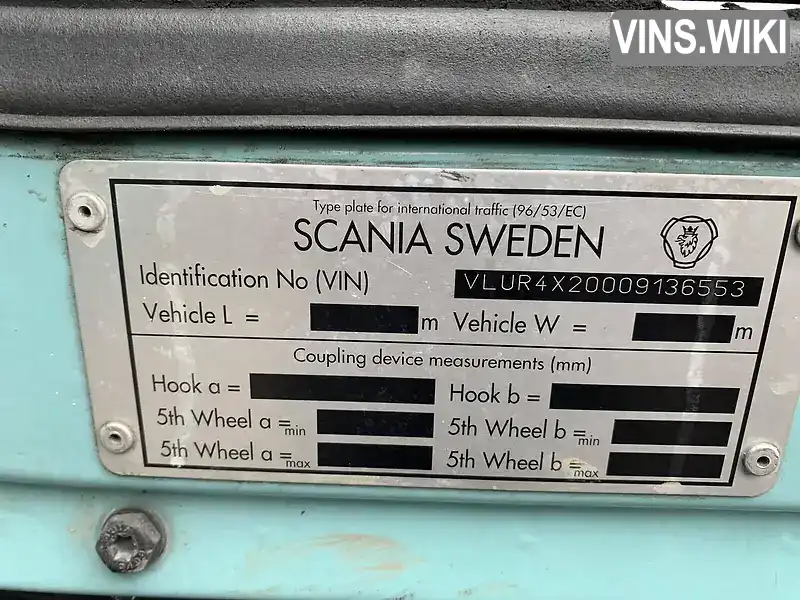 VINS.WIKI
Type plate for international traffic (96/53/EC)
SCANIA SWEDEN
Identification No (VIN) VLUR4X20009136553
Vehicle L = m Vehicle W = m
Coupling device measurements (mm)
Hook a = Hook b =
5th Wheel a =min 5th Wheel b =min
5th Wheel a =max 5th Wheel b =max